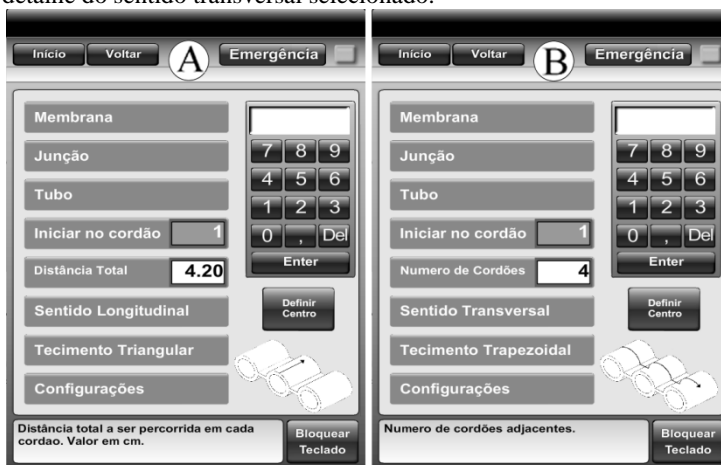 detalhe do sentido transversal selecionado.
Início Voltar A Emergência
Membrana
Junção
Tubo
Iniciar no cordão 1
Distância Total 4.20
Sentido Longitudinal
Tecimento Triangular
Configurações
7 8 9
4 5 6
1 2 3
0 , Del
Enter
Definir
Centro
Distância total a ser percorrida em cada
cordao. Valor em cm.
Bloquear
Teclado
Início Voltar B Emergência
Membrana
Junção
Tubo
Iniciar no cordão 1
Numero de Cordões 4
Sentido Transversal
Tecimento Trapezoidal
Configurações
7 8 9
4 5 6
1 2 3
0 , Del
Enter
Definir
Centro
Numero de cordões adjacentes.
Bloquear
Teclado